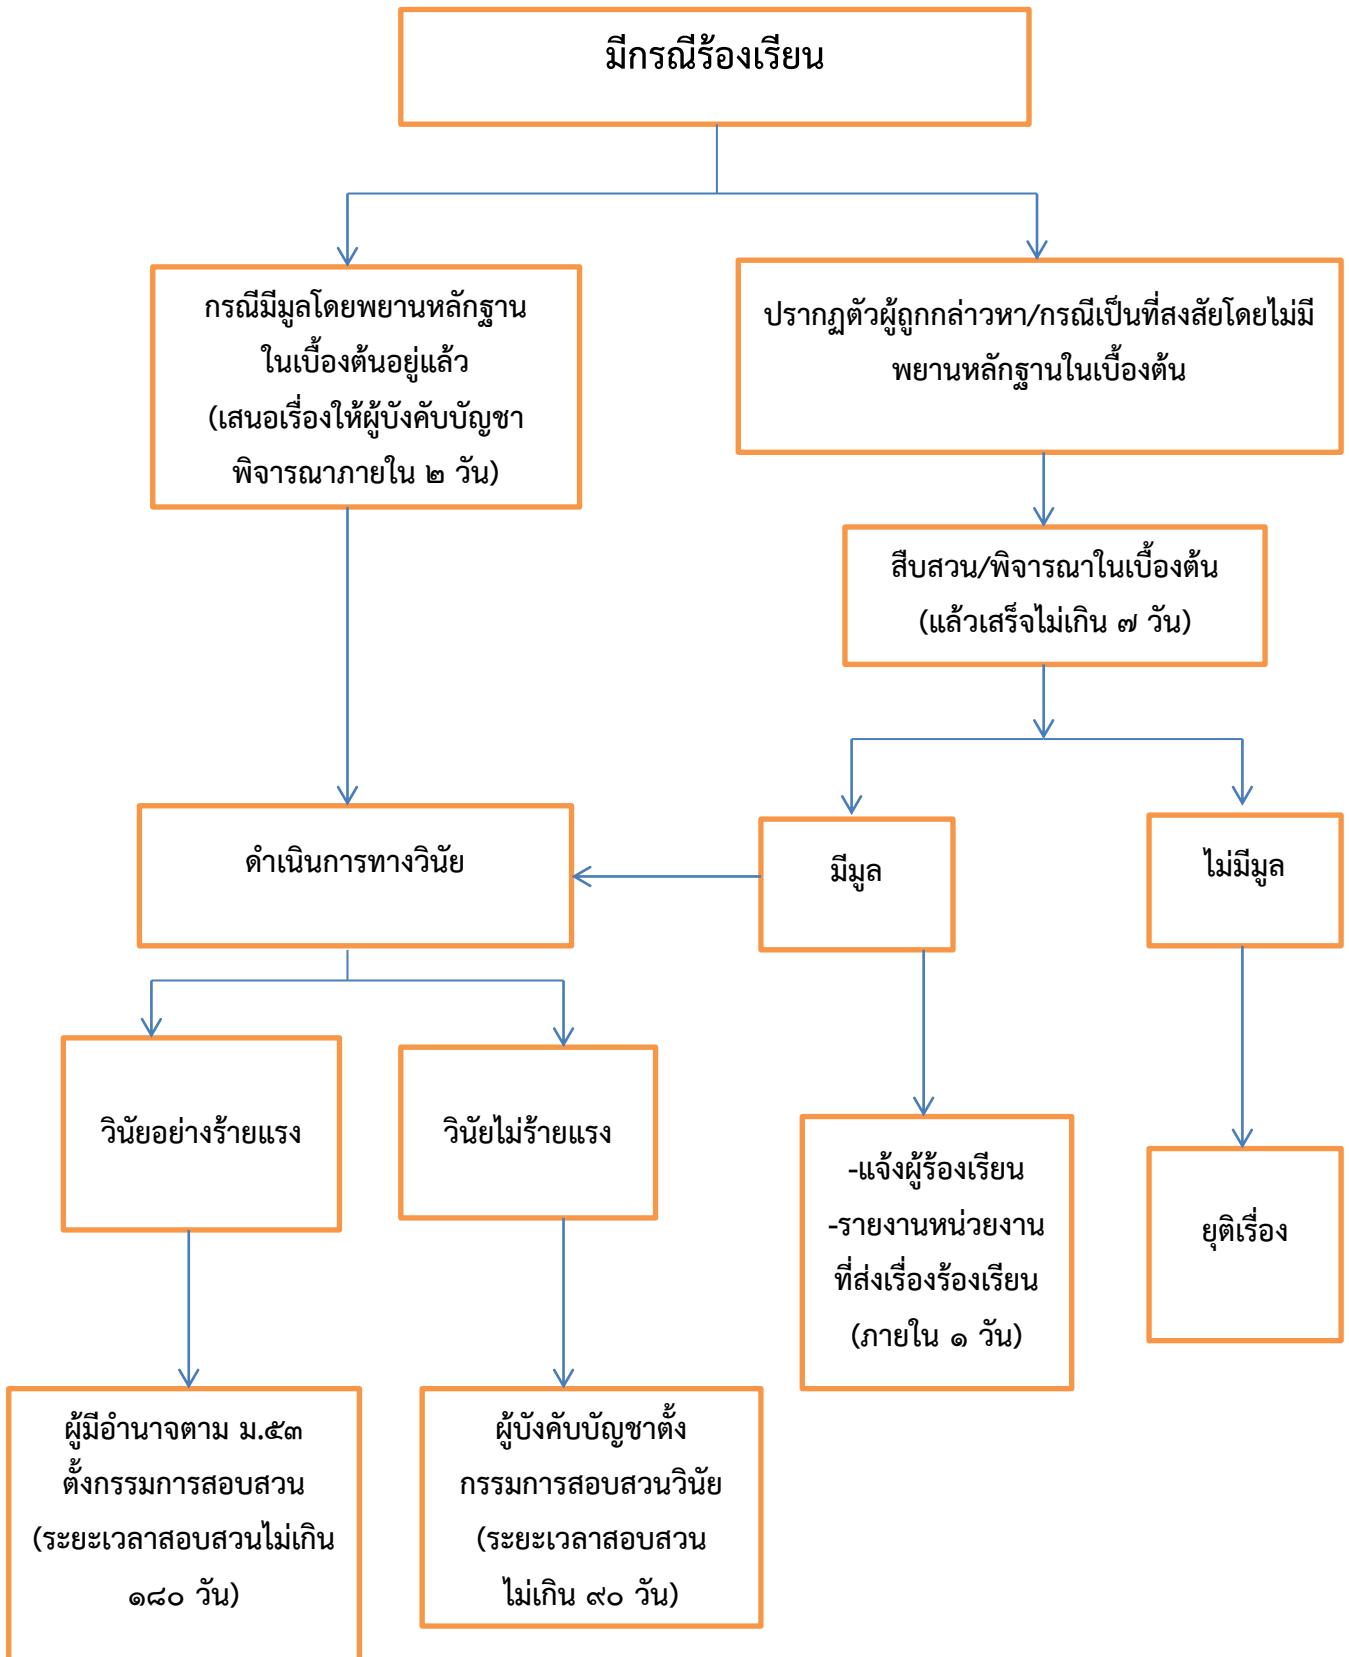 มีกรณีร้องเรียน
กรณีมีมูลโดยพยานหลักฐาน
ในเบื้องต้นอยู่แล้ว
(เสนอเรื่องให้ผู้บังคับบัญชา
พิจารณาภายใน ๒ วัน)
ปรากฏตัวผู้ถูกกล่าวหา/กรณีเป็นที่สงสัยโดยไม่มี
พยานหลักฐานในเบื้องต้น
สืบสวน/พิจารณาในเบื้องต้น
(แล้วเสร็จไม่เกิน ๗ วัน)
ดำเนินการทางวินัย
มีมูล
ไม่มีมูล
วินัยอย่างร้ายแรง
วินัยไม่ร้ายแรง
-แจ้งผู้ร้องเรียน
-รายงานหน่วยงาน
ที่ส่งเรื่องร้องเรียน
(ภายใน ๑ วัน)
ยุติเรื่อง
ผู้มีอำนาจตาม ม.๕๓
ตั้งกรรมการสอบสวน
(ระยะเวลาสอบสวนไม่เกิน
๑๘๐ วัน)
ผู้บังคับบัญชาตั้ง
กรรมการสอบสวนวินัย
(ระยะเวลาสอบสวน
ไม่เกิน ๙๐ วัน)